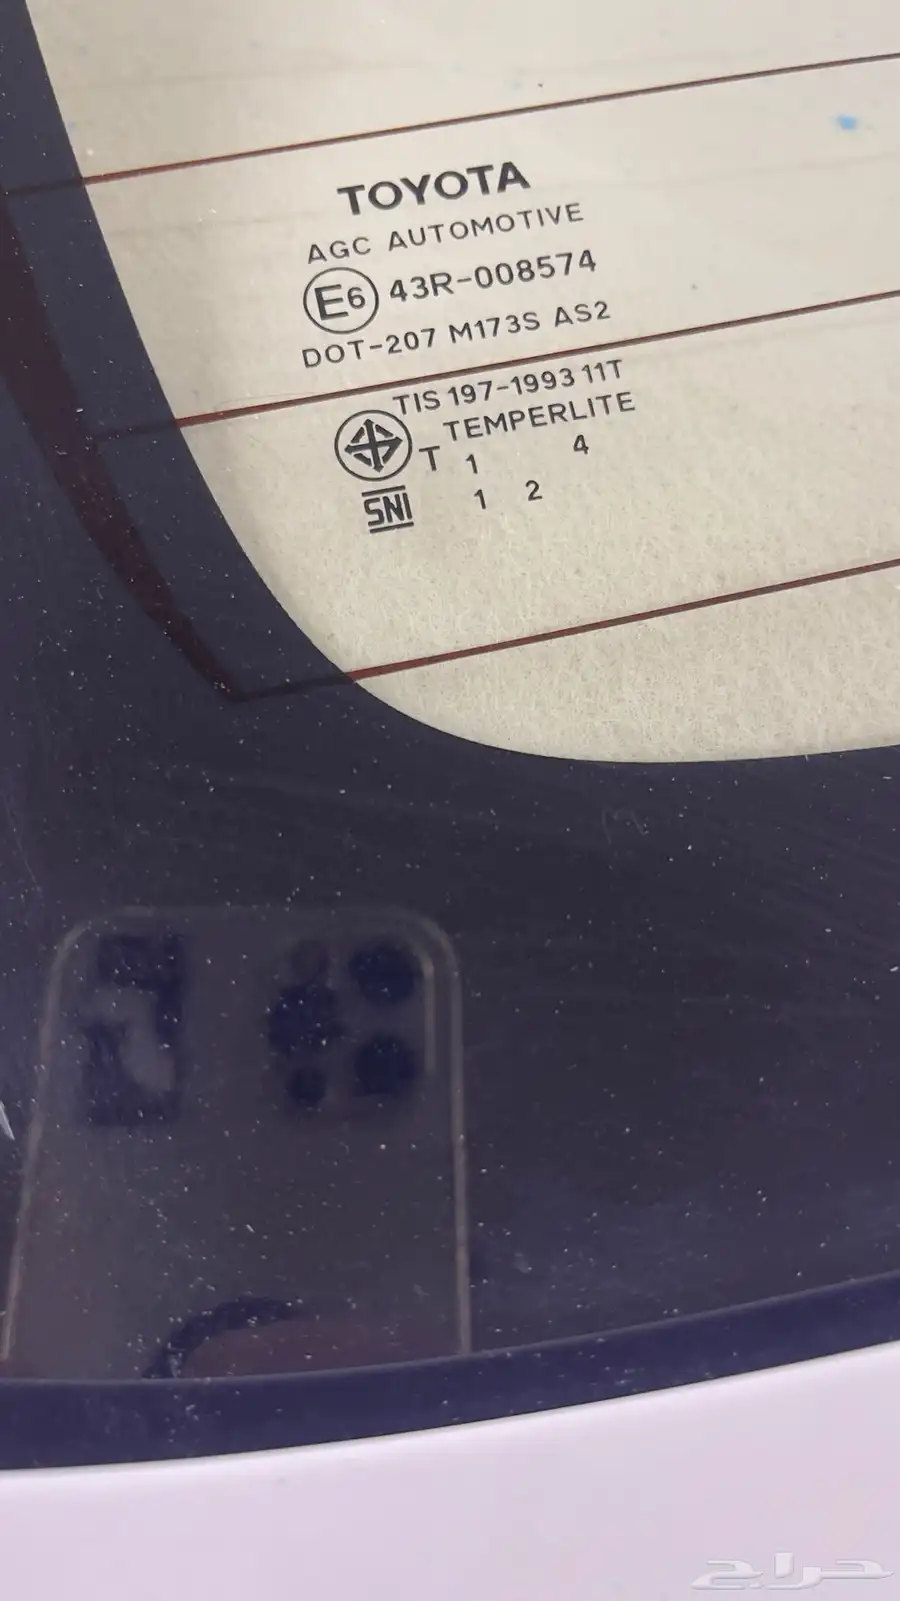 TOYOTA
AGC AUTOMOTIVE
E6 43R-008574
DOT-207 M173S AS2
TIS 197-1993 11T
TEMPERLITE
T 1 4
SNI 1 2
حراج